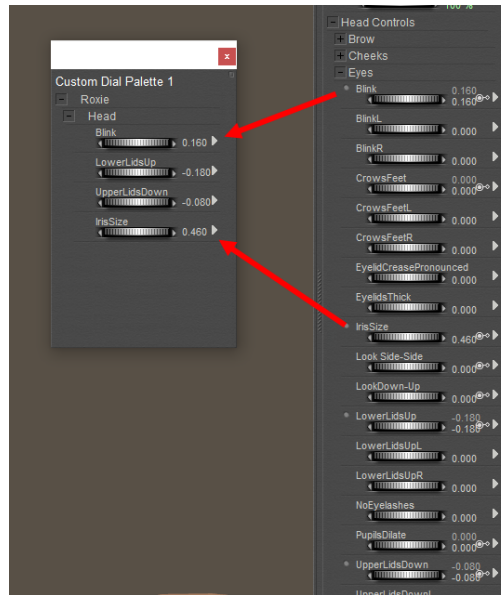 Custom Dial Palette 1
Roxie
Head
Blink
0.160
LowerLidsUp
-0.180
UpperLidsDown
-0.080
IrisSize
0.460
100 %
Head Controls
Brow
Cheeks
Eyes
Blink
0.160
0.160
BlinkL
0.000
BlinkR
0.000
CrowsFeet
0.000
0.000
CrowsFeetL
0.000
CrowsFeetR
0.000
EyelidCreasePronounced
0.000
EyelidsThick
0.000
IrisSize
0.460
Look Side-Side
0.000
LookDown-Up
0.000
LowerLidsUp
-0.180
-0.180
LowerLidsUpL
0.000
LowerLidsUpR
0.000
NoEyelashes
0.000
PupilsDilate
0.000
0.000
UpperLidsDown
-0.080
-0.080
UpperLidsDownL